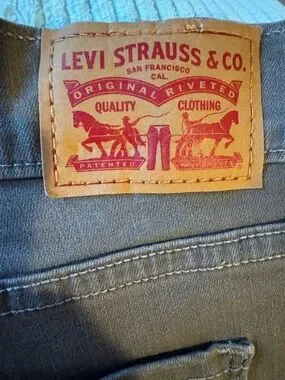 LEVI STRAUSS & CO.
SAN FRANCISCO
CAL.
ORIGINAL RIVETED
QUALITY CLOTHING
PATENTED